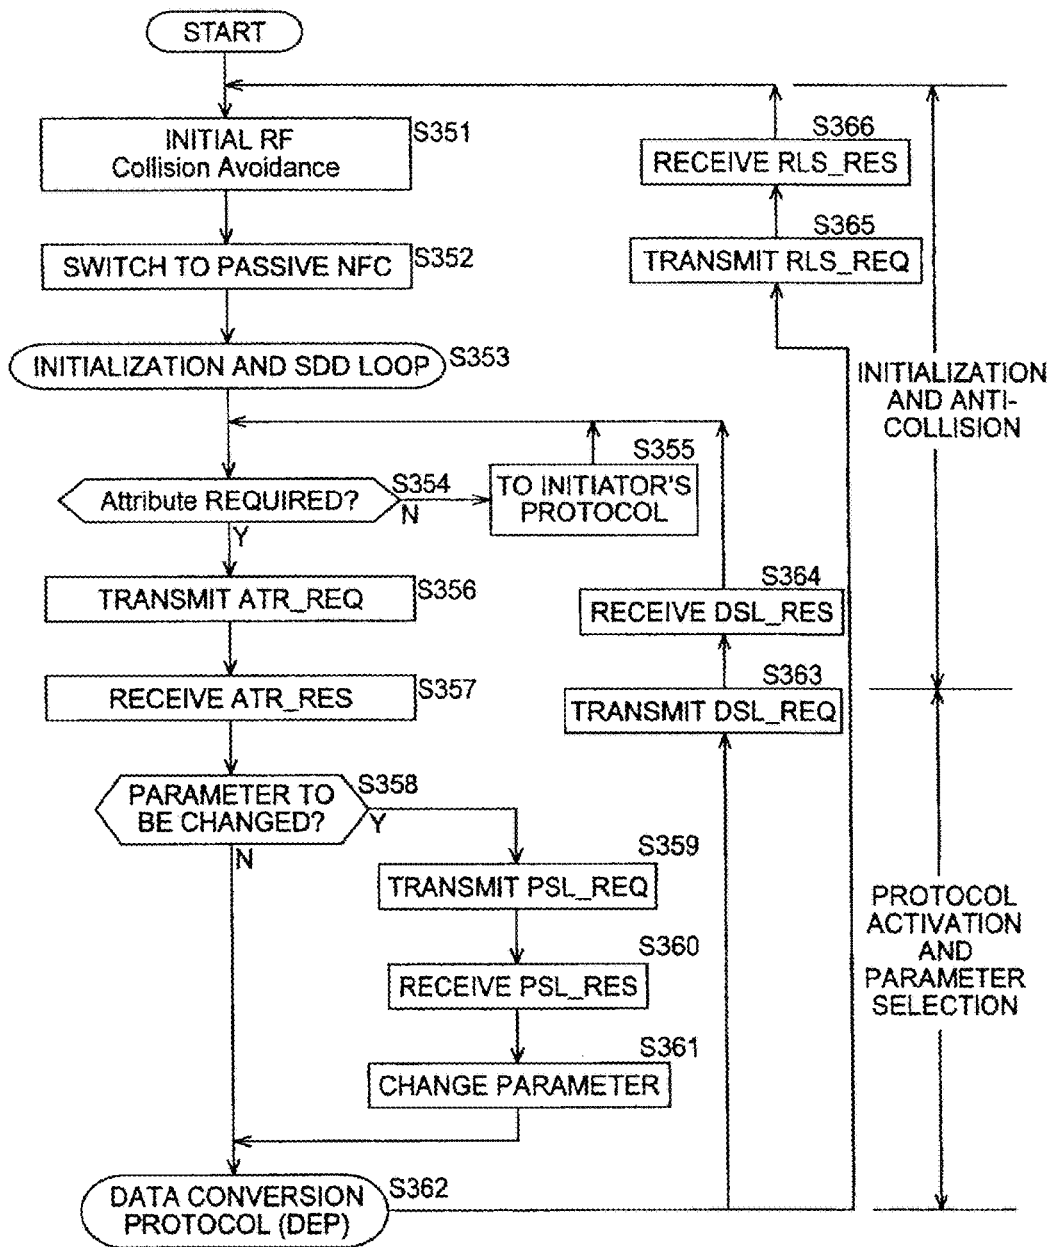 START
INITIAL RF
Collision Avoidance
S351
SWITCH TO PASSIVE NFC
S352
INITIALIZATION AND SDD LOOP
S353
Attribute REQUIRED?
S354
N
Y
TO INITIATOR'S
PROTOCOL
S355
TRANSMIT ATR_REQ
S356
RECEIVE ATR_RES
S357
PARAMETER TO
BE CHANGED?
S358
Y
N
S359
TRANSMIT PSL_REQ
S360
RECEIVE PSL_RES
S361
CHANGE PARAMETER
DATA CONVERSION
PROTOCOL (DEP)
S362
S363
TRANSMIT DSL_REQ
S364
RECEIVE DSL_RES
S365
TRANSMIT RLS_REQ
S366
RECEIVE RLS_RES
INITIALIZATION
AND ANTI-
COLLISION
PROTOCOL
ACTIVATION
AND
PARAMETER
SELECTION